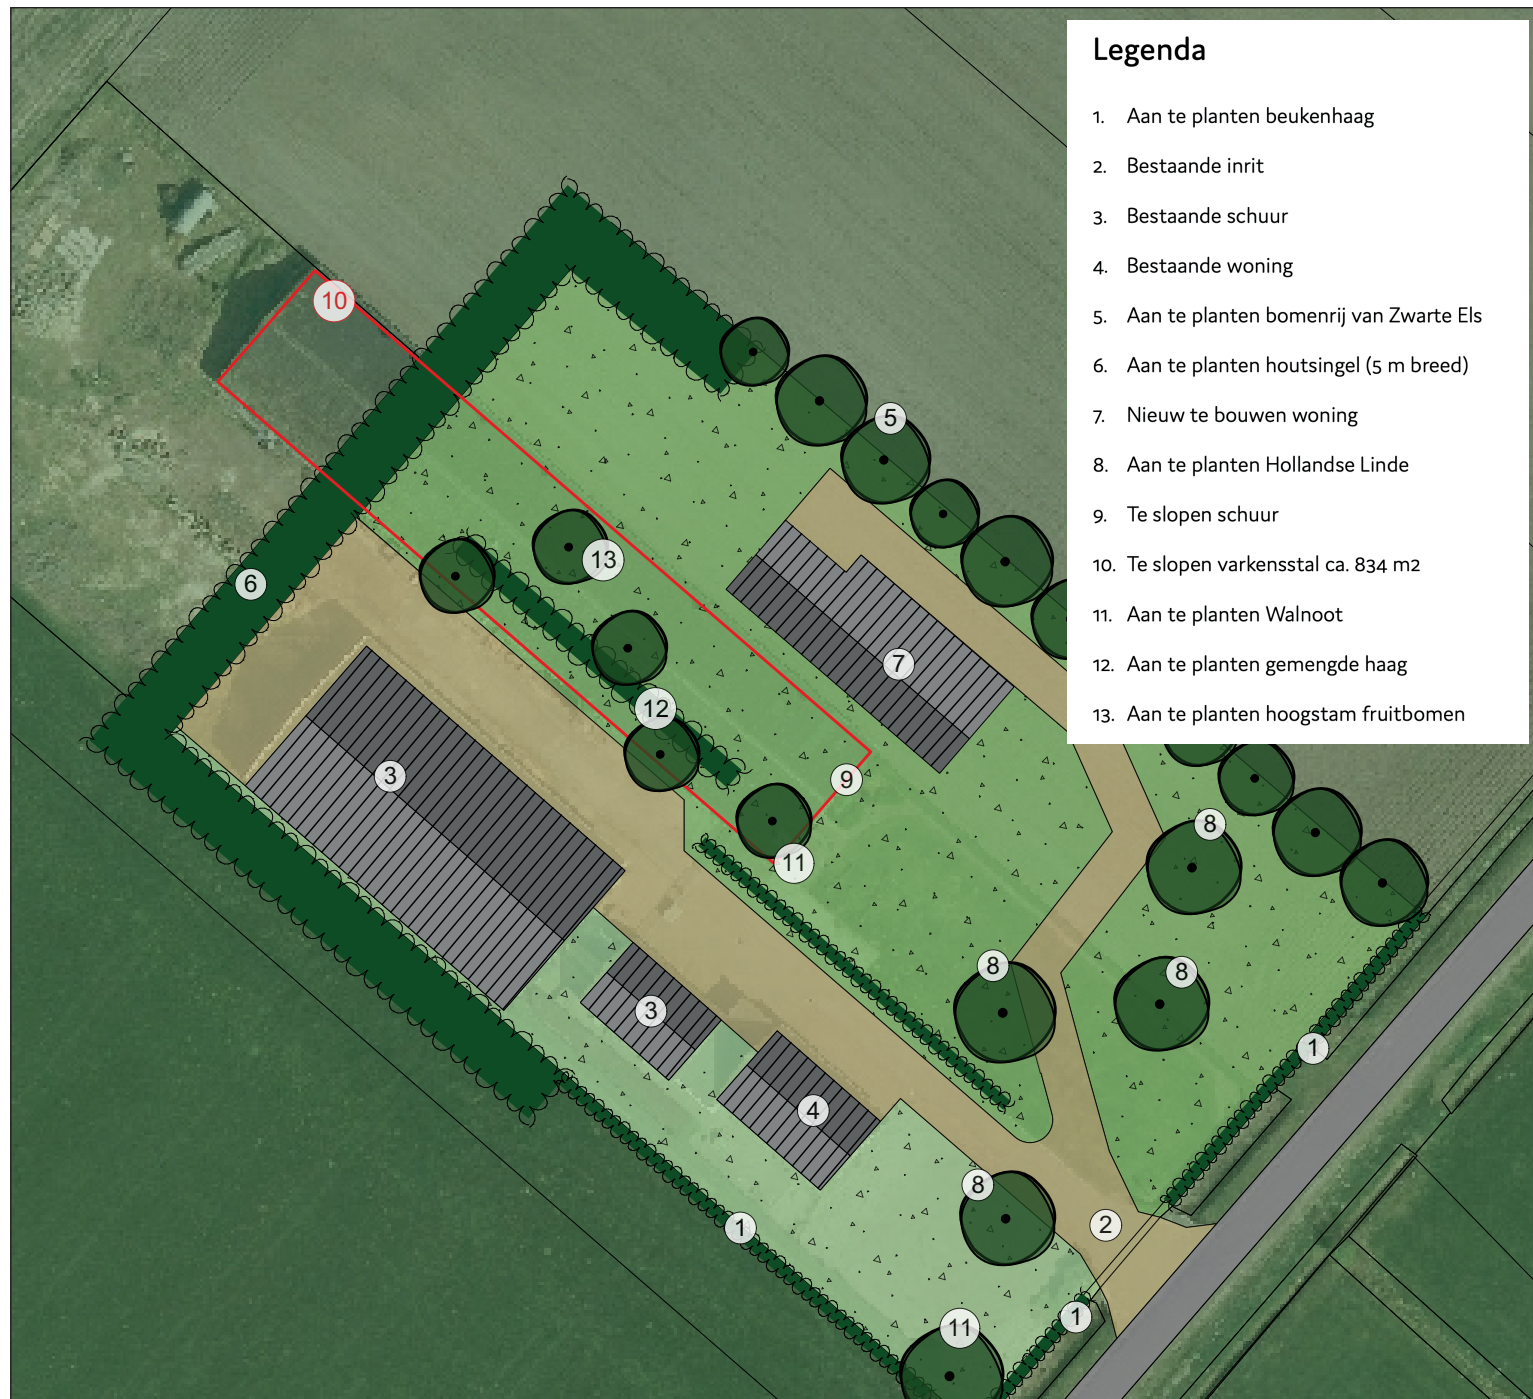 Legenda
1. Aan te planten beukenhaag
2. Bestaande inrit
3. Bestaande schuur
4. Bestaande woning
5. Aan te planten bomenrij van Zwarte Els
6. Aan te planten houtsingel (5 m breed)
7. Nieuw te bouwen woning
8. Aan te planten Hollandse Linde
9. Te slopen schuur
10. Te slopen varkensstal ca. 834 m2
11. Aan te planten Walnoot
12. Aan te planten gemengde haag
13. Aan te planten hoogstam fruitbomen
10
5
13
6
7
12
3
9
8
11
8
8
3
1
4
8
2
1
1
11